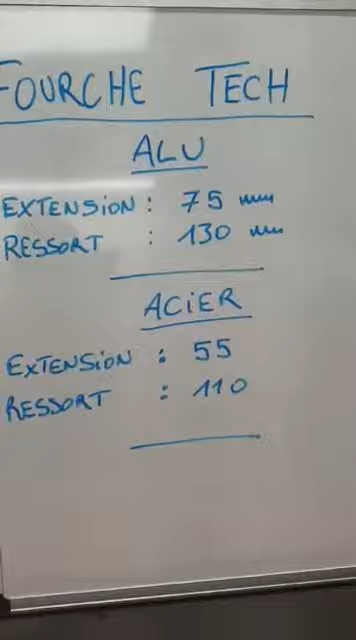 FOURCHE TECH
ALU
EXTENSION : 75 mm
RESSORT : 130 mm
ACiER
EXTENSION : 55
RESSORT : 110